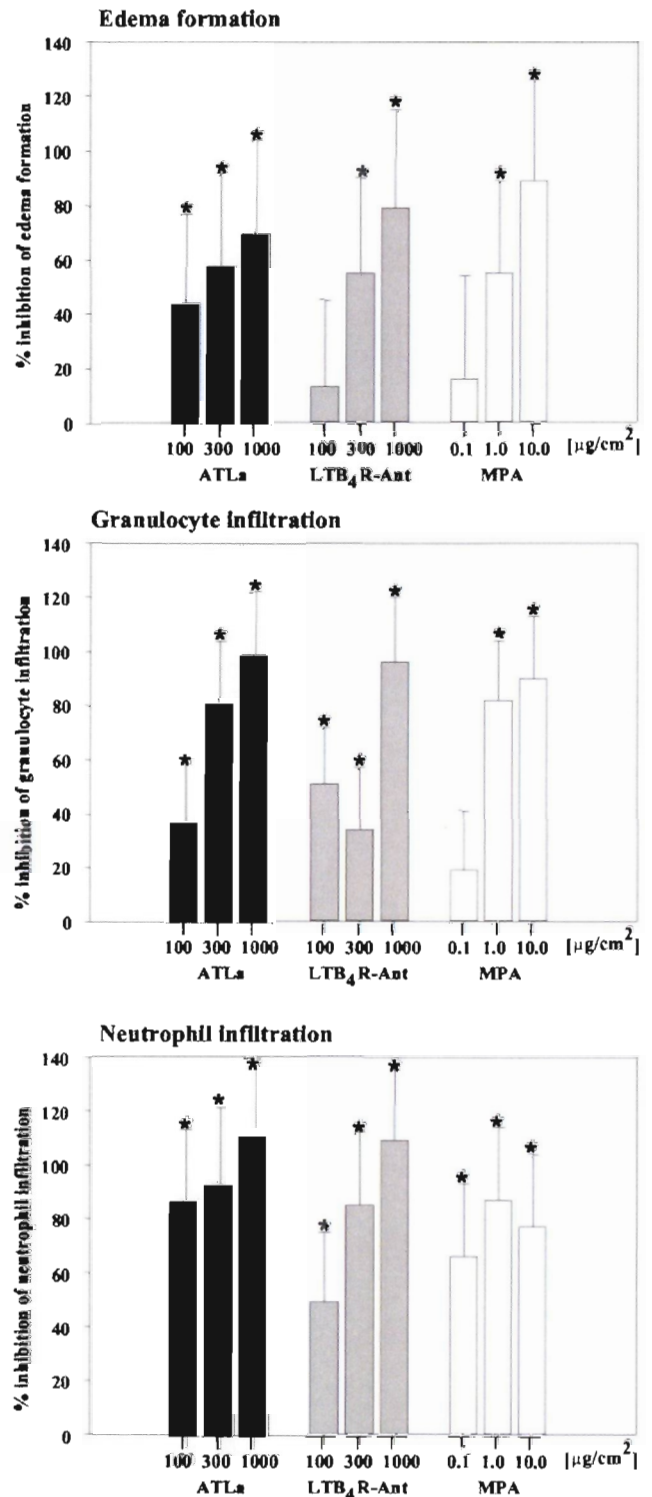 Edema formation
% inhibition of edema formation
140
120
100
80
60
40
20
0
* * * * * * *
100 300 1000 100 300 1000 0.1 1.0 10.0 [µg/cm²]
ATLa LTB₄ R-Ant MPA
Granulocyte infiltration
% inhibition of granulocyte infiltration
140
120
100
80
60
40
20
0
* * * * * * * *
100 300 1000 100 300 1000 0.1 1.0 10.0 [µg/cm²]
ATLa LTB₄ R-Ant MPA
Neutrophil infiltration
% inhibition of neutrophil infiltration
140
120
100
80
60
40
20
0
* * * * * * * * *
100 300 1000 100 300 1000 0.1 1.0 10.0 [µg/cm²]
ATLa LTB₄ R-Ant MPA